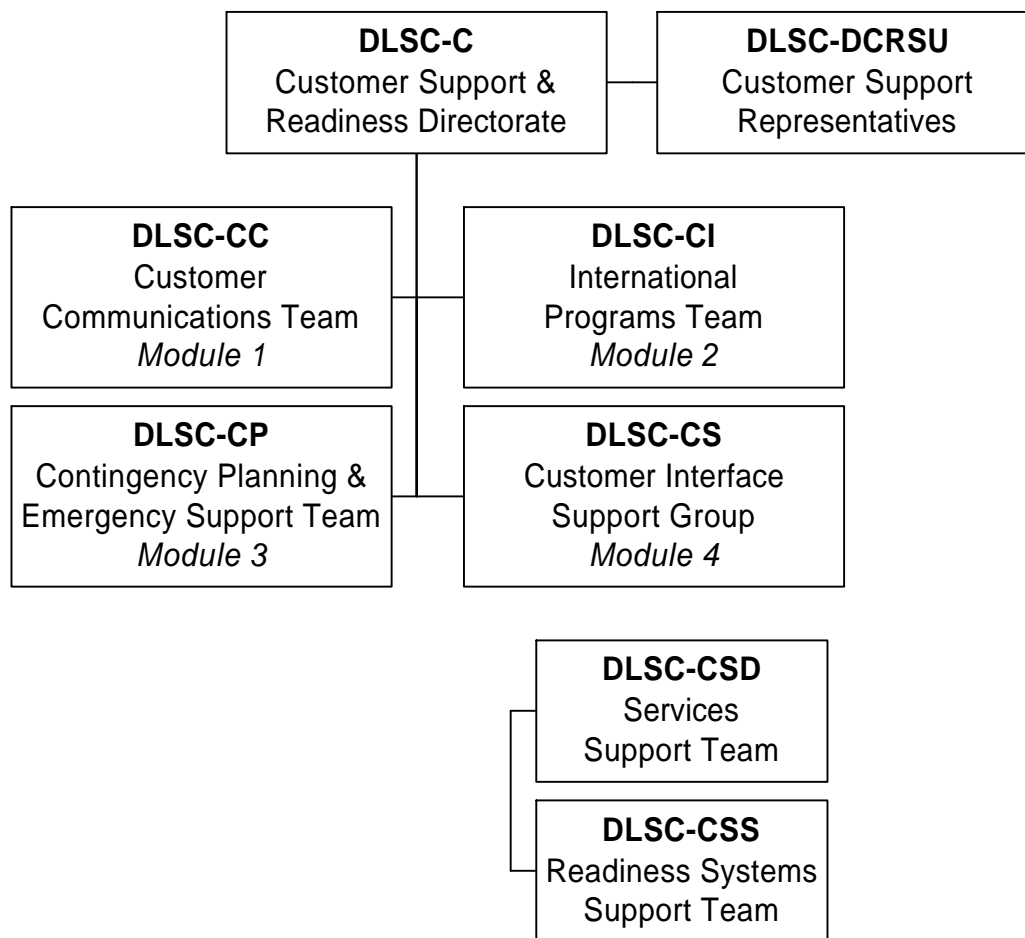 DLSC-C
Customer Support &
Readiness Directorate
DLSC-DCRSU
Customer Support
Representatives
DLSC-CC
Customer
Communications Team
Module 1
DLSC-CI
International
Programs Team
Module 2
DLSC-CP
Contingency Planning &
Emergency Support Team
Module 3
DLSC-CS
Customer Interface
Support Group
Module 4
DLSC-CSD
Services
Support Team
DLSC-CSS
Readiness Systems
Support Team